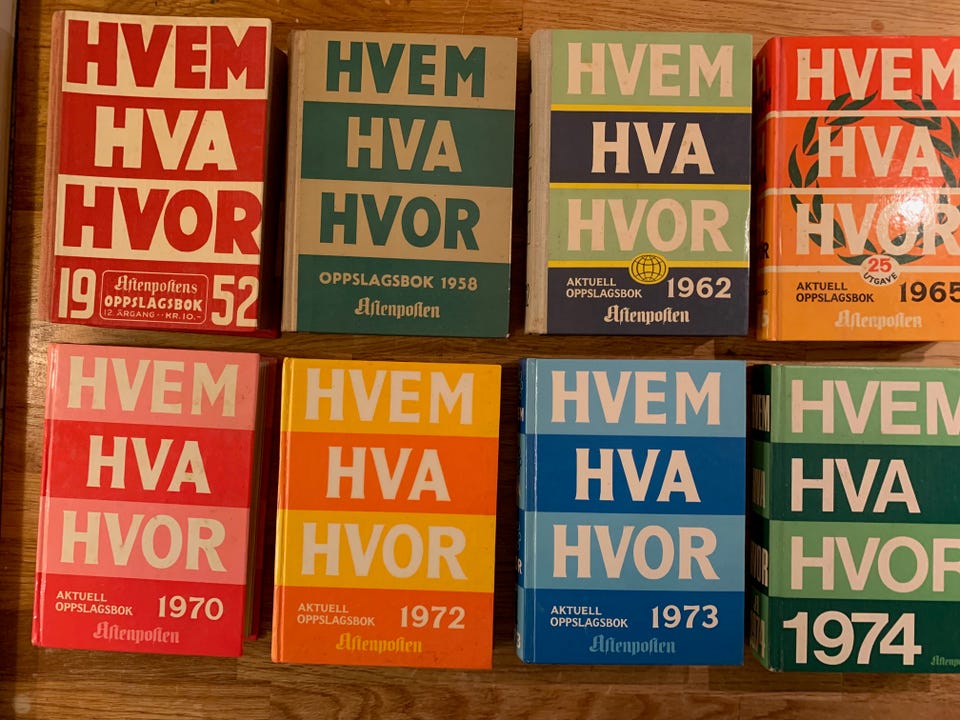 HVEM
HVA
HVOR
19 Aftenpostens 52
OPPSLAGSBOK
12. ÅRGANG · · KR. 10.–
HVEM
HVA
HVOR
OPPSLAGSBOK 1958
Aftenposten
HVEM
HVA
HVOR
AKTUELL
OPPSLAGSBOK 1962
Aftenposten
HVEM
HVA
HVOR
25
UTGAVE
AKTUELL
OPPSLAGSBOK 1965
Aftenposten
HVEM
HVA
HVOR
AKTUELL
OPPSLAGSBOK 1970
Aftenposten
HVEM
HVA
HVOR
AKTUELL
OPPSLAGSBOK 1972
Aftenposten
HVEM
HVA
HVOR
AKTUELL
OPPSLAGSBOK 1973
Aftenposten
HVEM
HVA
HVOR
1974